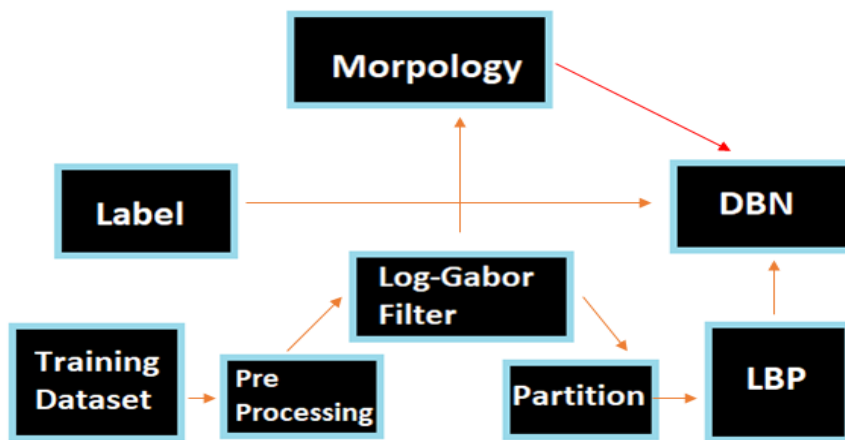 Morpology
Label
DBN
Log-Gabor
Filter
Training
Dataset
Pre
Processing
Partition
LBP